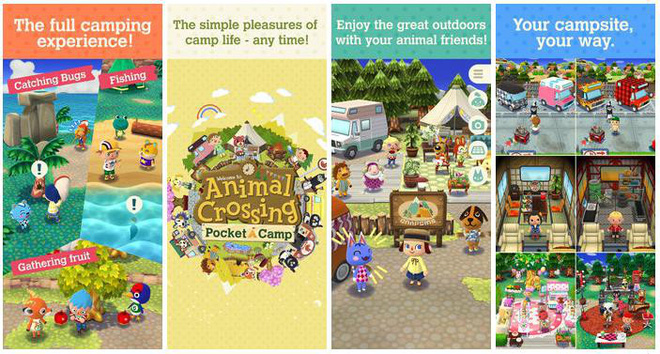 The full camping
experience!
Catching Bugs
Fishing
!
!
Gathering fruit
The simple pleasures of
camp life - any time!
Welcome to
Animal
Crossing
Pocket Camp
Enjoy the great outdoors
with your animal friends!
CAMPSITE
Your campsite,
your way.